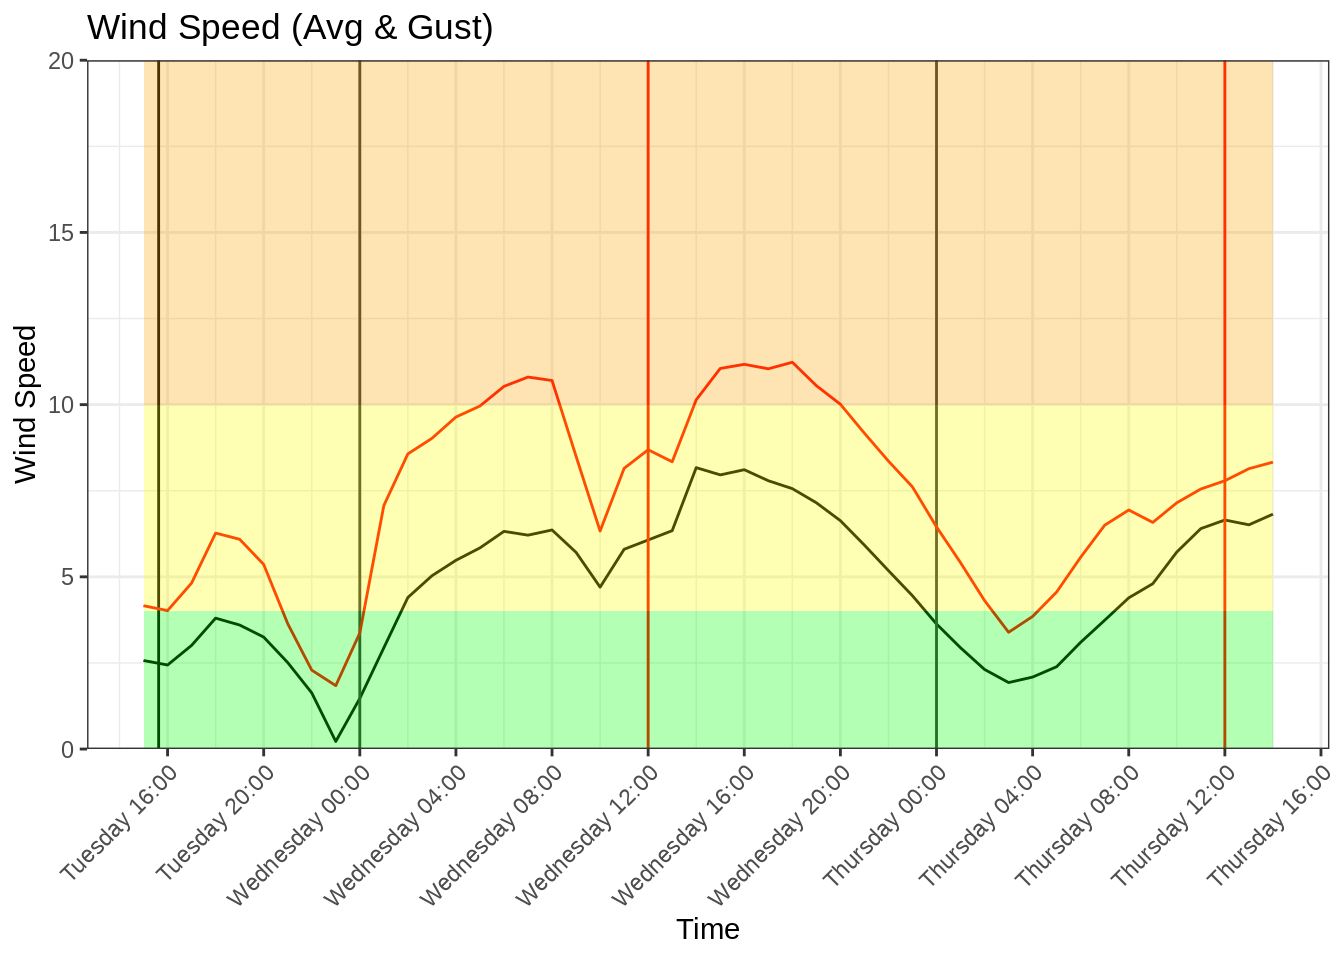 Wind Speed (Avg & Gust)
20
15
10
5
0
Wind Speed
Tuesday 16:00
Tuesday 20:00
Wednesday 00:00
Wednesday 04:00
Wednesday 08:00
Wednesday 12:00
Wednesday 16:00
Wednesday 20:00
Thursday 00:00
Thursday 04:00
Thursday 08:00
Thursday 12:00
Thursday 16:00
Time